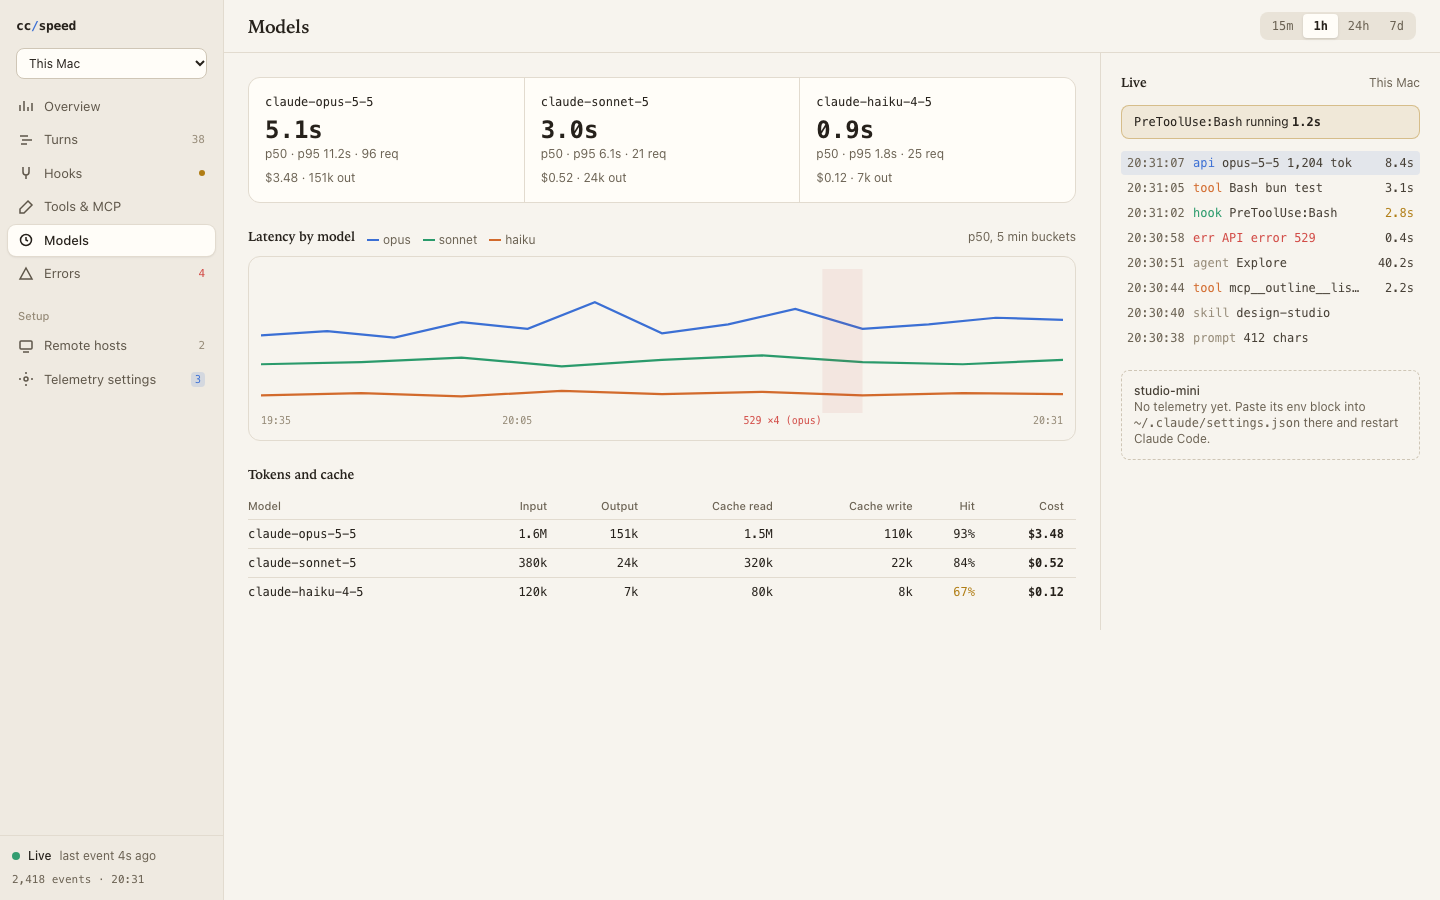 cc/speed
This Mac
Overview
Turns 38
Hooks
Tools & MCP
Models
Errors 4
Setup
Remote hosts 2
Telemetry settings 3
Live last event 4s ago
2,418 events · 20:31
Models
15m 1h 24h 7d
claude-opus-5-5
5.1s
p50 · p95 11.2s · 96 req
$3.48 · 151k out
claude-sonnet-5
3.0s
p50 · p95 6.1s · 21 req
$0.52 · 24k out
claude-haiku-4-5
0.9s
p50 · p95 1.8s · 25 req
$0.12 · 7k out
Latency by model opus sonnet haiku p50, 5 min buckets
19:35 20:05 529 ×4 (opus) 20:31
Tokens and cache
Model Input Output Cache read Cache write Hit Cost
claude-opus-5-5 1.6M 151k 1.5M 110k 93% $3.48
claude-sonnet-5 380k 24k 320k 22k 84% $0.52
claude-haiku-4-5 120k 7k 80k 8k 67% $0.12
Live This Mac
PreToolUse:Bash running 1.2s
20:31:07 api opus-5-5 1,204 tok 8.4s
20:31:05 tool Bash bun test 3.1s
20:31:02 hook PreToolUse:Bash 2.8s
20:30:58 err API error 529 0.4s
20:30:51 agent Explore 40.2s
20:30:44 tool mcp__outline__lis… 2.2s
20:30:40 skill design-studio
20:30:38 prompt 412 chars
studio-mini
No telemetry yet. Paste its env block into
~/.claude/settings.json there and restart
Claude Code.